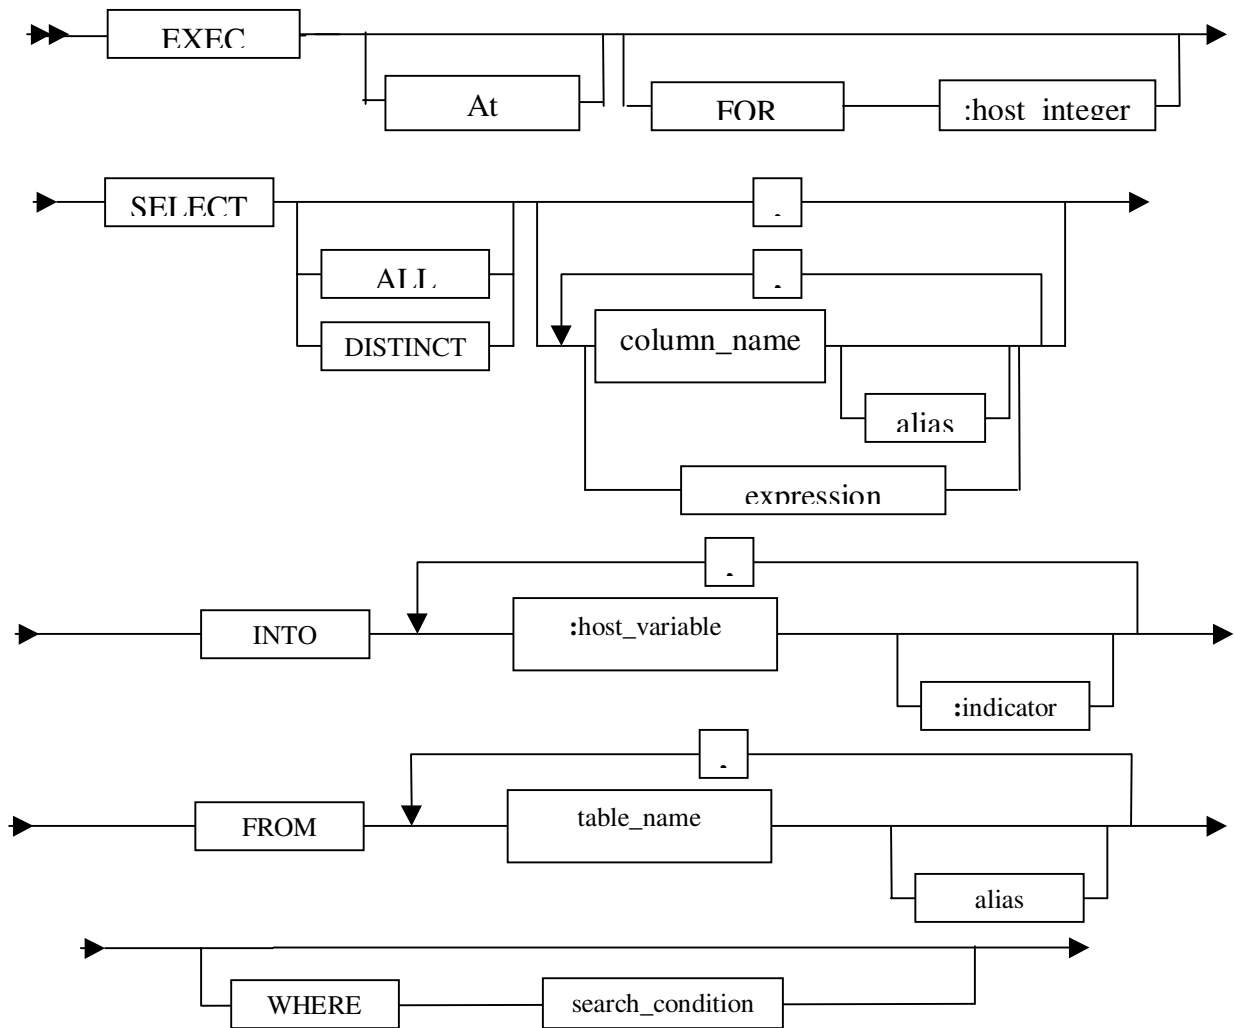 EXEC
At
FOR :host_integer
SELECT .
ALL .
DISTINCT column_name
alias
expression
.
INTO :host_variable
:indicator
.
FROM table_name
alias
WHERE search_condition